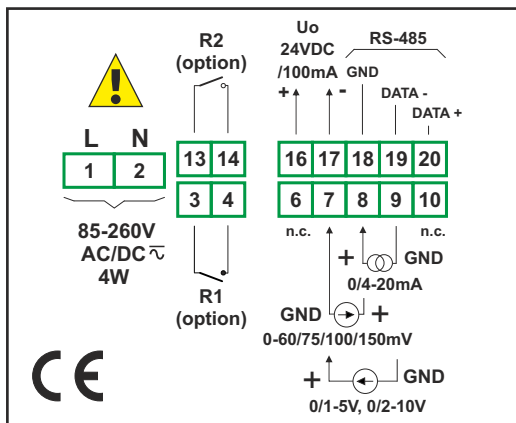 R2
(option)
Uo
24VDC
/100mA
+
-
RS-485
GND
DATA -
DATA +
L N
1 2
13 14
3 4
16 17 18 19 20
6 7 8 9 10
n.c.
n.c.
85-260V
AC/DC
4W
R1
(option)
+
GND
0/4-20mA
GND
+
0-60/75/100/150mV
+
GND
0/1-5V, 0/2-10V
CE